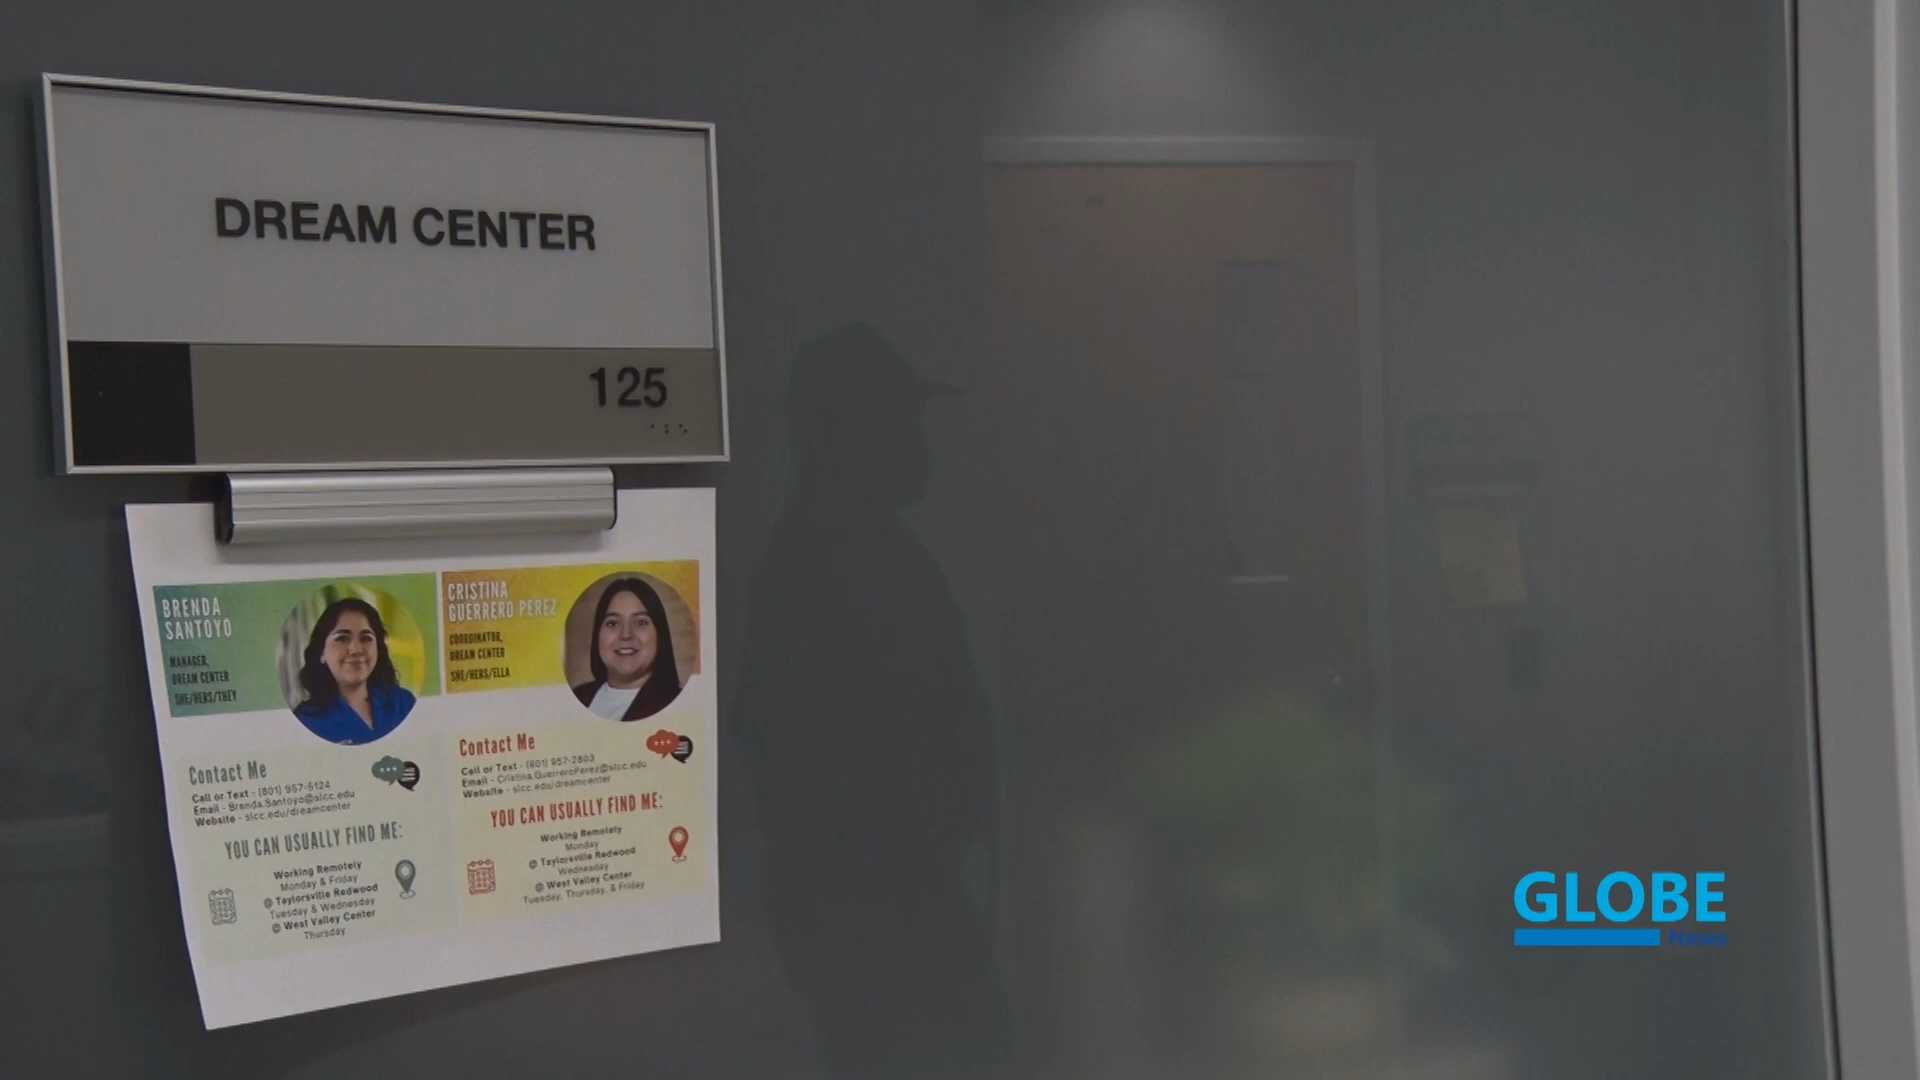 DREAM CENTER
125
BRENDA
SANTOYO
MANAGER,
DREAM CENTER
SHE/HERS/THEY
Contact Me
Call or Text - (801) 957-5124
Email - Brenda.Santoyo@slcc.edu
Website - slcc.edu/dreamcenter
YOU CAN USUALLY FIND ME:
Working Remotely
Monday & Friday
@ Taylorsville Redwood
Tuesday & Wednesday
@ West Valley Center
Thursday
CRISTINA
GUERRERO PEREZ
COORDINATOR,
DREAM CENTER
SHE/HERS/ELLA
Contact Me
Call or Text - (801) 957-2803
Email - Cristina.GuerreroPerez@slcc.edu
Website - slcc.edu/dreamcenter
YOU CAN USUALLY FIND ME:
Working Remotely
Monday
@ Taylorsville Redwood
Wednesday
@ West Valley Center
Tuesday, Thursday, & Friday
GLOBE
News